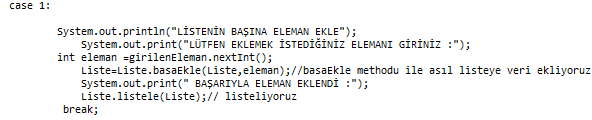 case 1:
System.out.println("LİSTENİN BAŞINA ELEMAN EKLE");
System.out.print("LÜTFEN EKLEMEK İSTEDİĞİNİZ ELEMANI GİRİNİZ :");
int eleman =girilenEleman.nextInt();
Liste=Liste.basaEkle(Liste,eleman);//basaEkle methodu ile asıl listeye veri ekliyoruz
System.out.print(" BAŞARIYLA ELEMAN EKLENDİ :");
Liste.listele(Liste);// listeliyoruz
break;